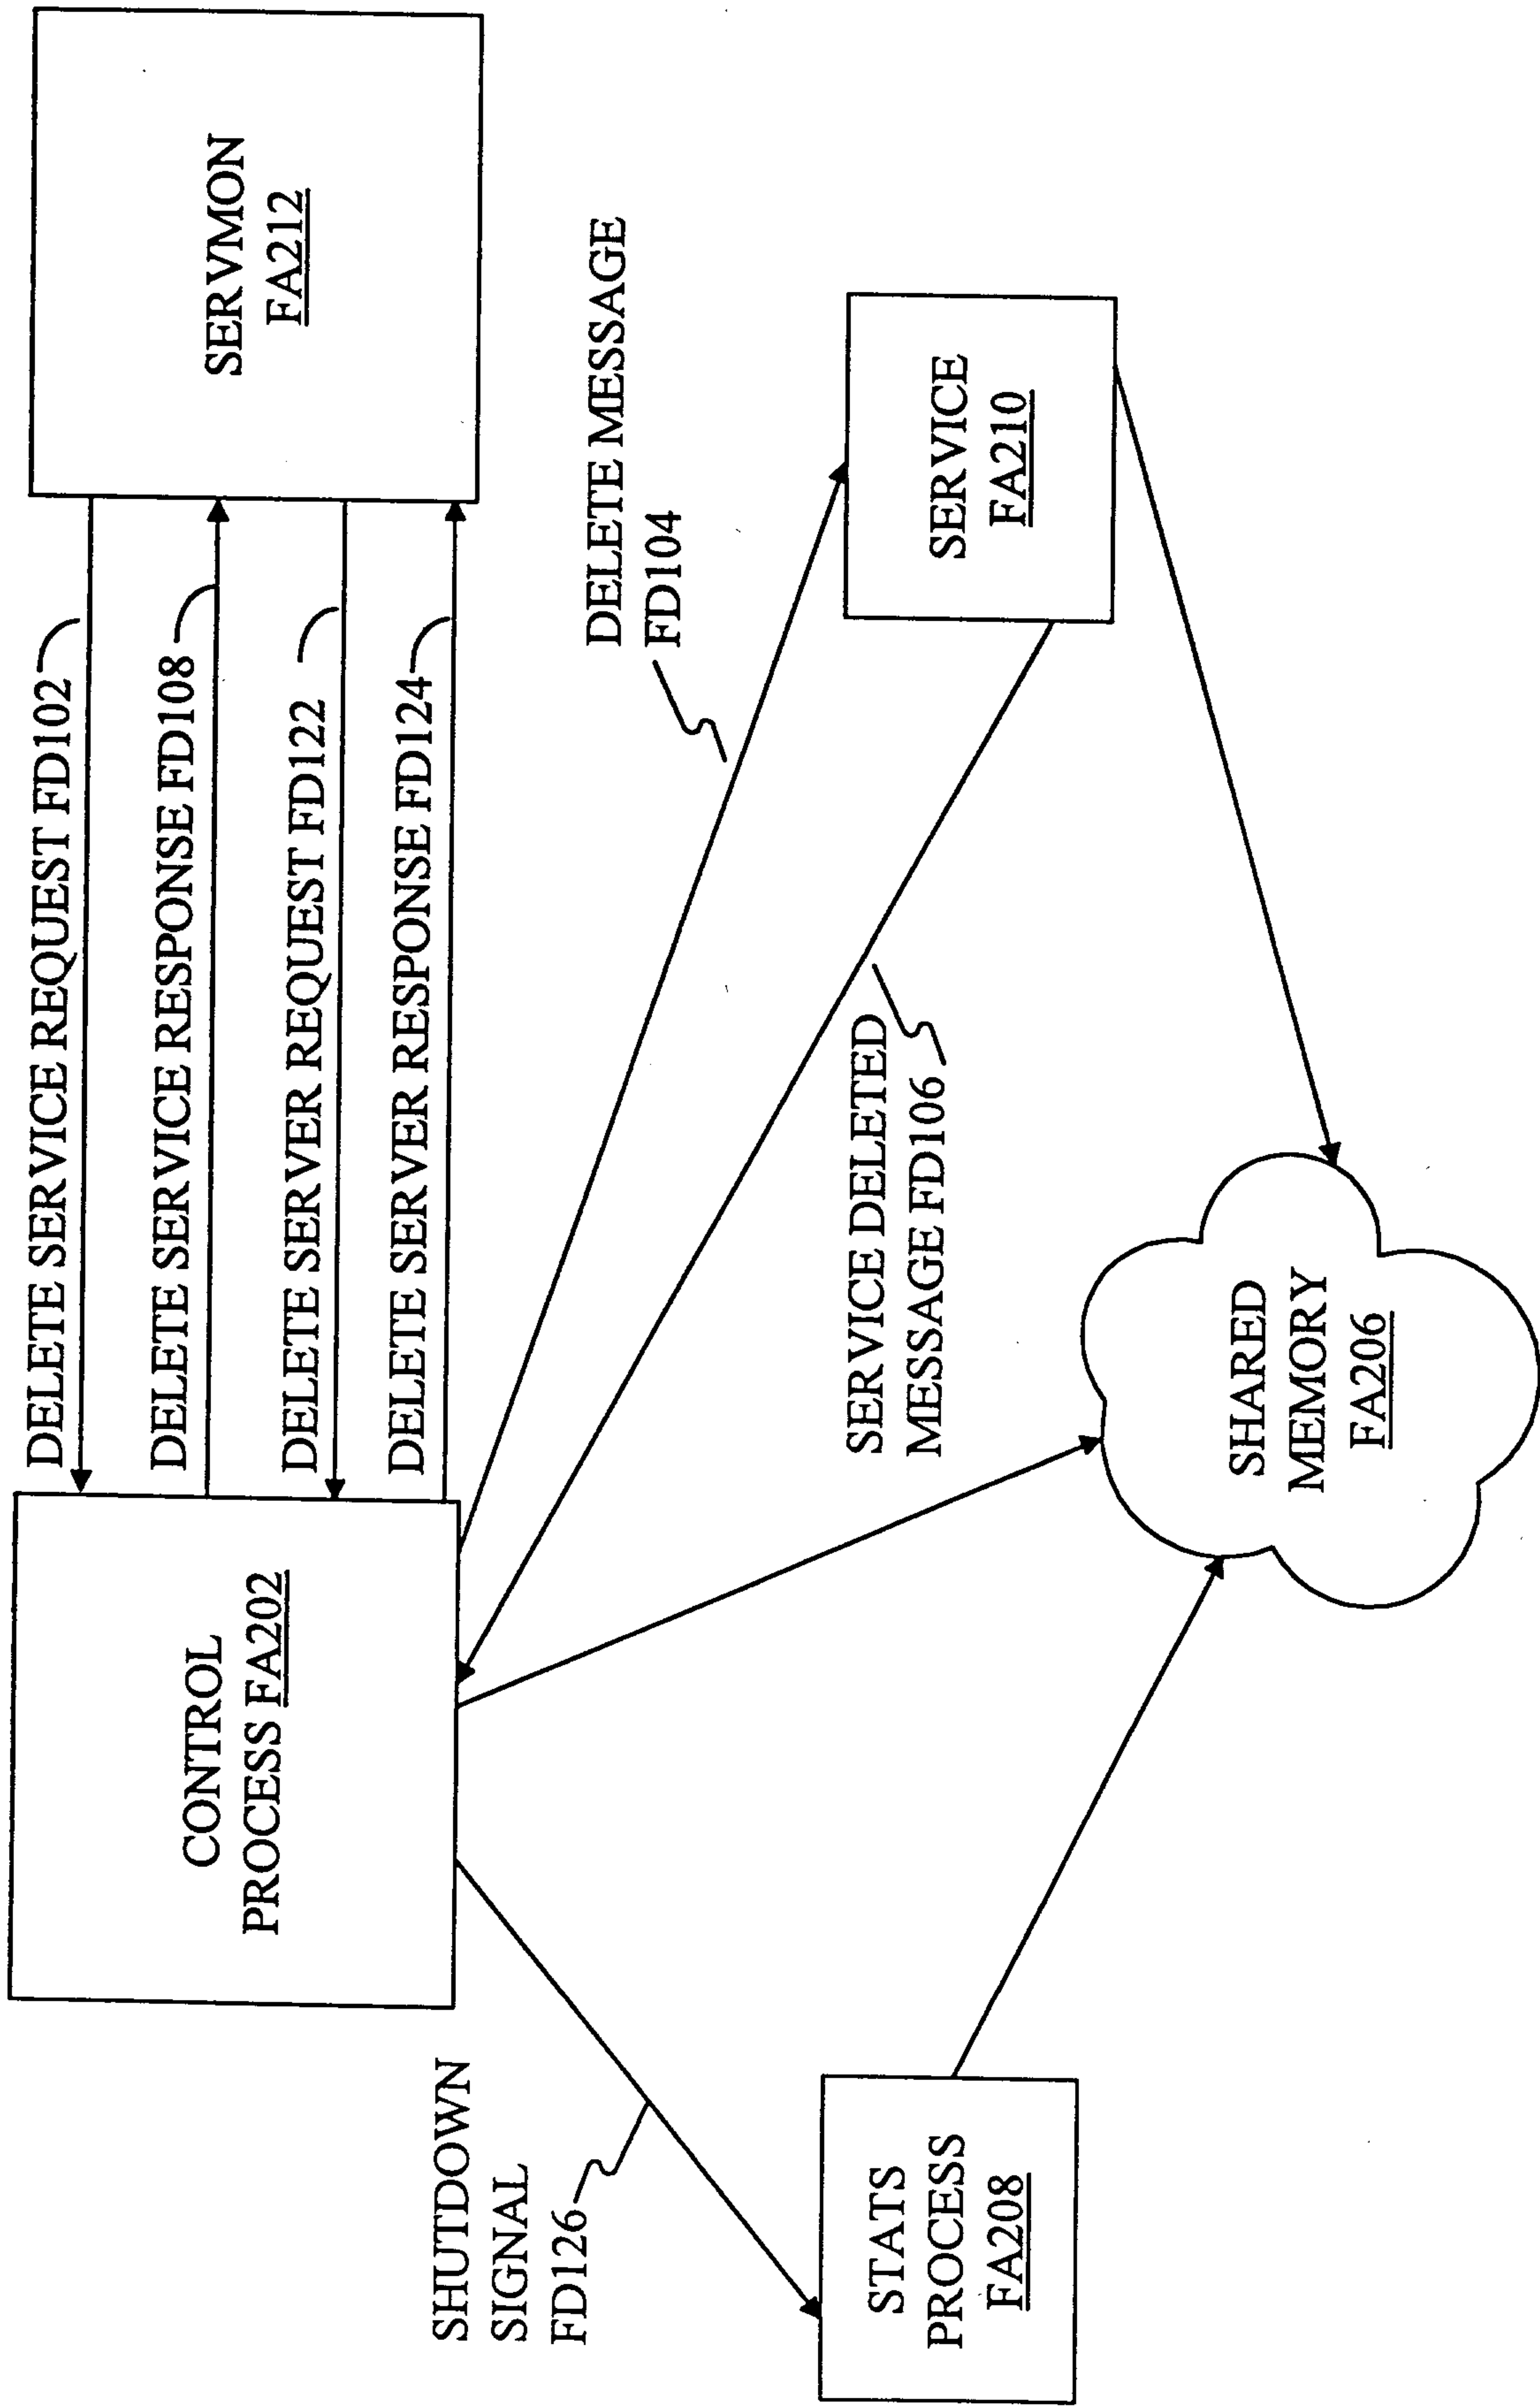 CONTROL
PROCESS FA202
DELETE SERVICE REQUEST FD102
DELETE SERVICE RESPONSE FD108
DELETE SERVER REQUEST FD122
DELETE SERVER RESPONSE FD124
SERVMON
FA212
SHUTDOWN
SIGNAL
FD126
DELETE MESSAGE
FD104
SERVICE DELETED
MESSAGE FD106
STATS
PROCESS
FA208
SERVICE
FA210
SHARED
MEMORY
FA206